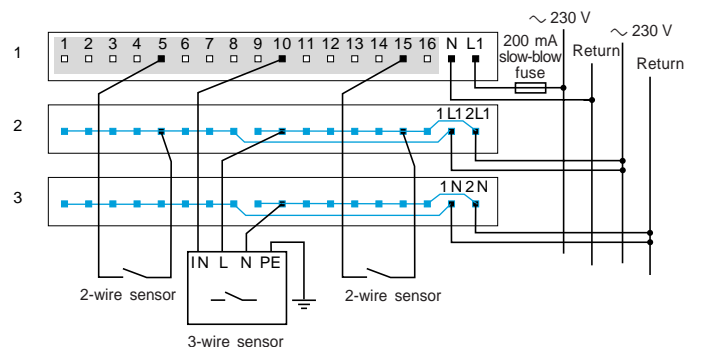 ∼ 230 V
∼ 230 V
1 2 3 4 5 6 7 8 9 10 11 12 13 14 15 16 N L1
200 mA
slow-blow
fuse
Return
Return
1
2
1 L1 2L1
3
1 N 2 N
IN L N PE
2-wire sensor
2-wire sensor
3-wire sensor